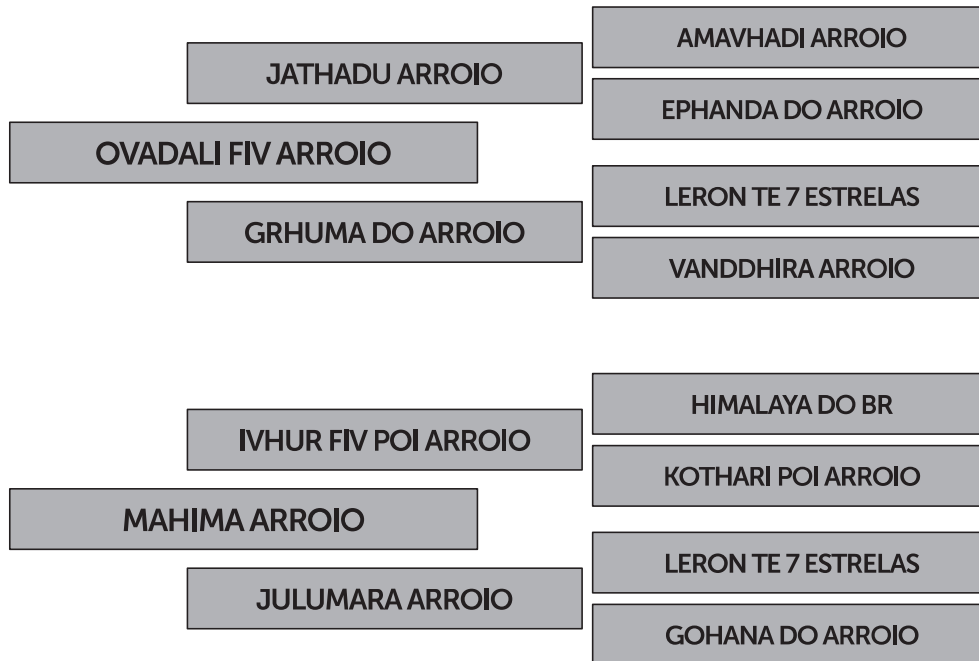 AMAVHADI ARROIO
JATHADU ARROIO
EPHANDA DO ARROIO
OVADALI FIV ARROIO
LERON TE 7 ESTRELAS
GRHUMA DO ARROIO
VANDDHIRA ARROIO
HIMALAYA DO BR
IVHUR FIV POI ARROIO
KOTHARI POI ARROIO
MAHIMA ARROIO
LERON TE 7 ESTRELAS
JULUMARA ARROIO
GOHANA DO ARROIO